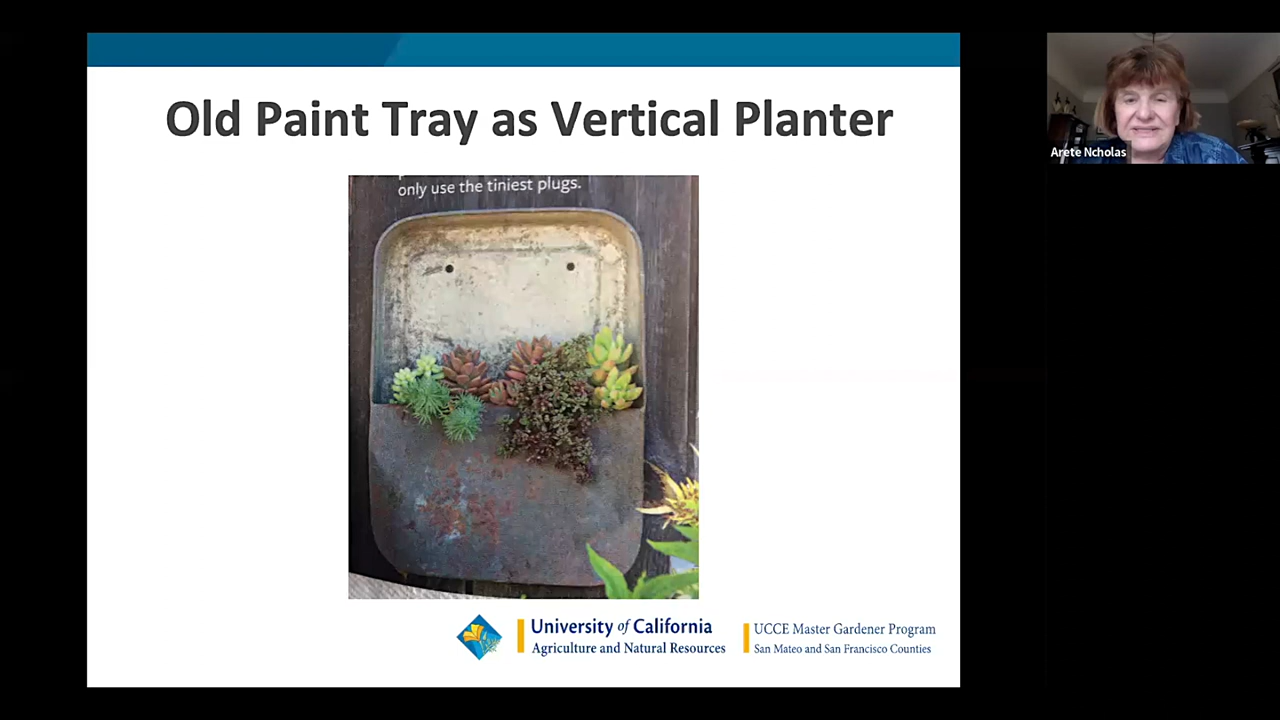 Old Paint Tray as Vertical Planter
only use the tiniest plugs.
Arete Ncholas
University of California
Agriculture and Natural Resources
UCCE Master Gardener Program
San Mateo and San Francisco Counties